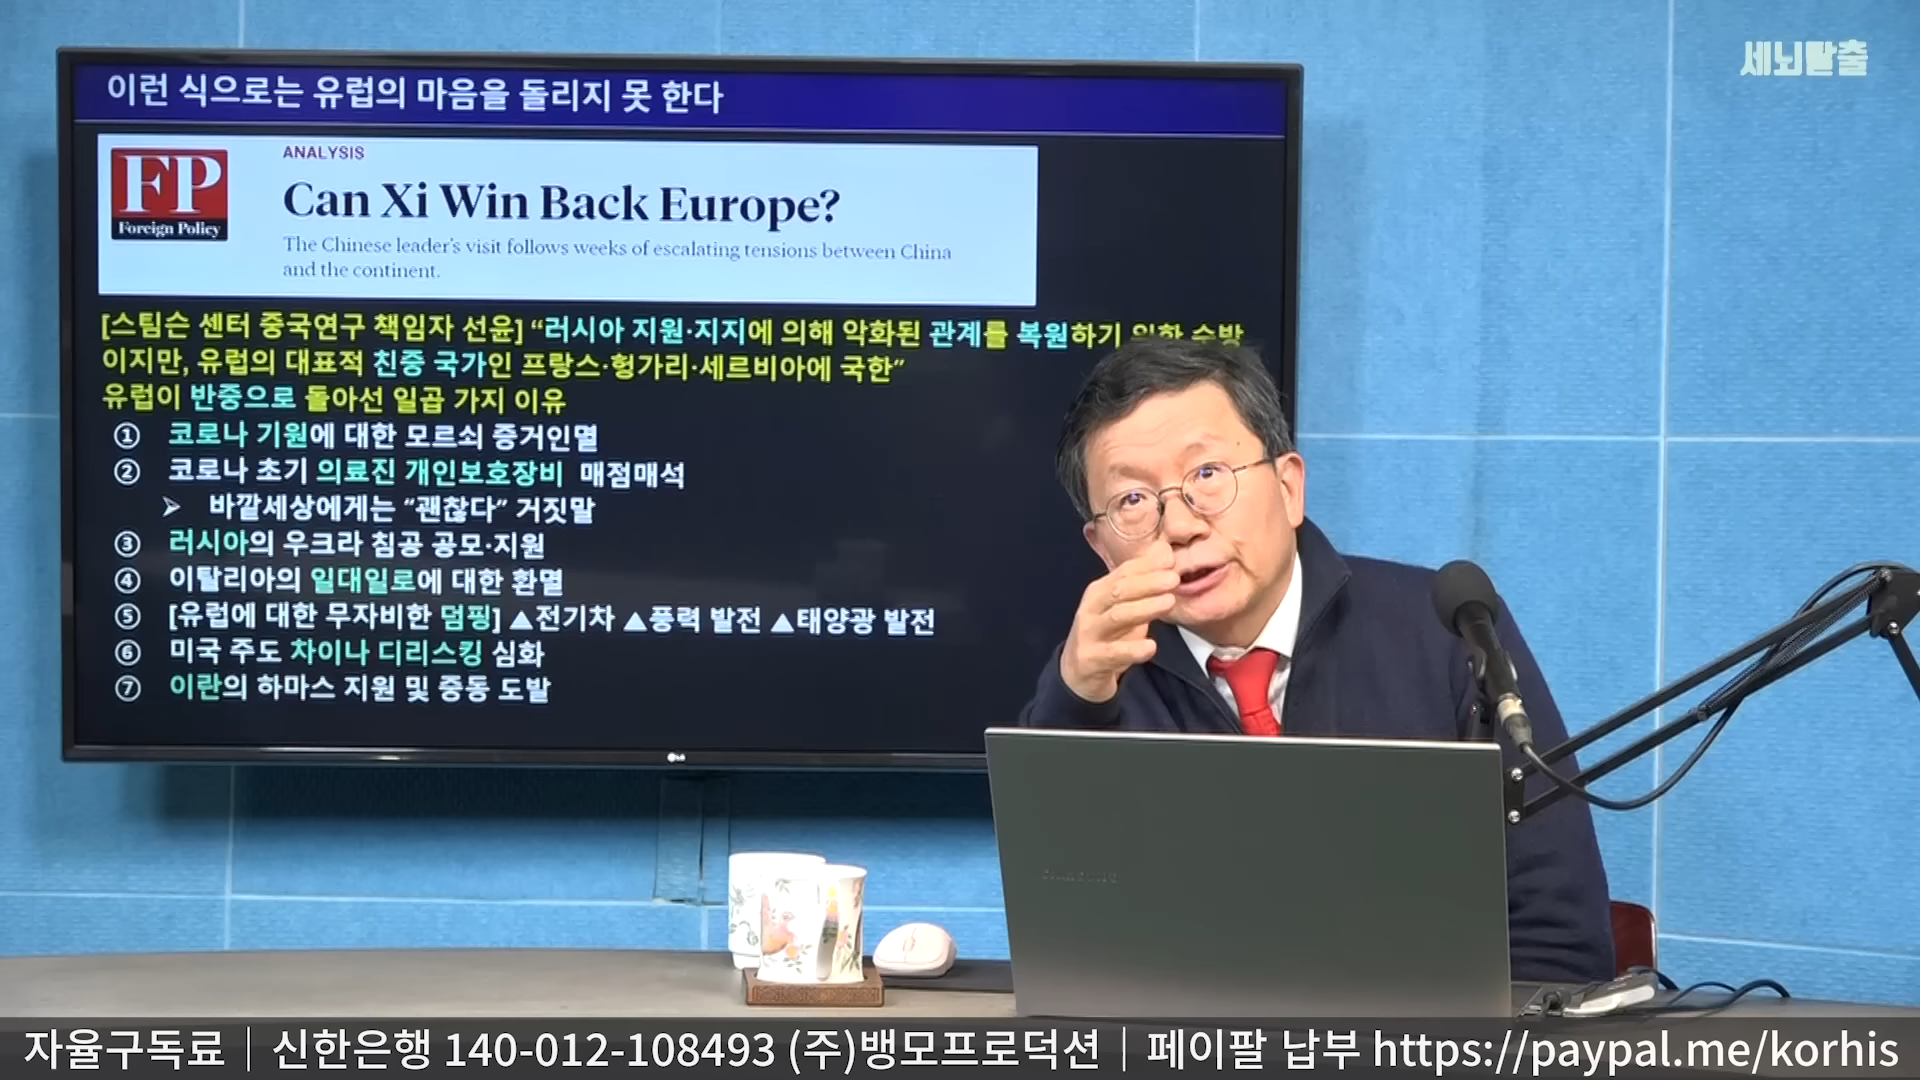 세뇌탈출
이런 식으로는 유럽의 마음을 돌리지 못 한다
FP
Foreign Policy
ANALYSIS
Can Xi Win Back Europe?
The Chinese leader's visit follows weeks of escalating tensions between China
and the continent.
[스팀슨 센터 중국연구 책임자 선윤] “러시아 지원·지지에 의해 악화된 관계를 복원하기 위한 수방
이지만, 유럽의 대표적 친중 국가인 프랑스·헝가리·세르비아에 국한”
유럽이 반중으로 돌아선 일곱 가지 이유
① 코로나 기원에 대한 모르쇠 증거인멸
② 코로나 초기 의료진 개인보호장비 매점매석
➢ 바깥세상에게는 “괜찮다” 거짓말
③ 러시아의 우크라 침공 공모·지원
④ 이탈리아의 일대일로에 대한 환멸
⑤ [유럽에 대한 무자비한 덤핑] ▲전기차 ▲풍력 발전 ▲태양광 발전
⑥ 미국 주도 차이나 디리스킹 심화
⑦ 이란의 하마스 지원 및 중동 도발
LG
SAMSUNG
자율구독료│신한은행 140-012-108493 (주)뱅모프로덕션│페이팔 납부 https://paypal.me/korhis